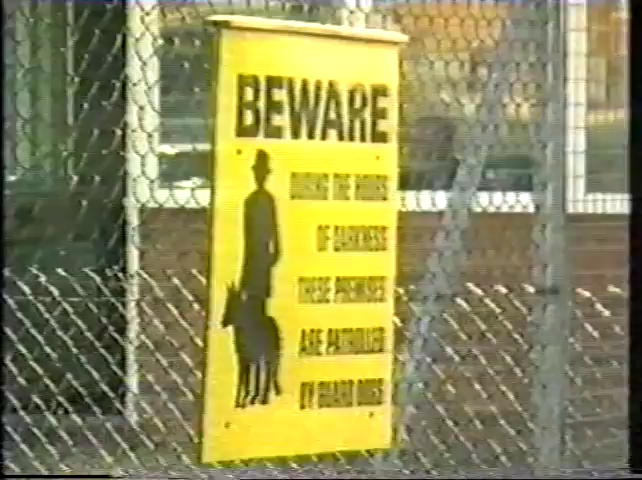 BEWARE
DURING THE HOURS
OF DARKNESS
THESE PREMISES
ARE PATROLLED
BY GUARD DOGS